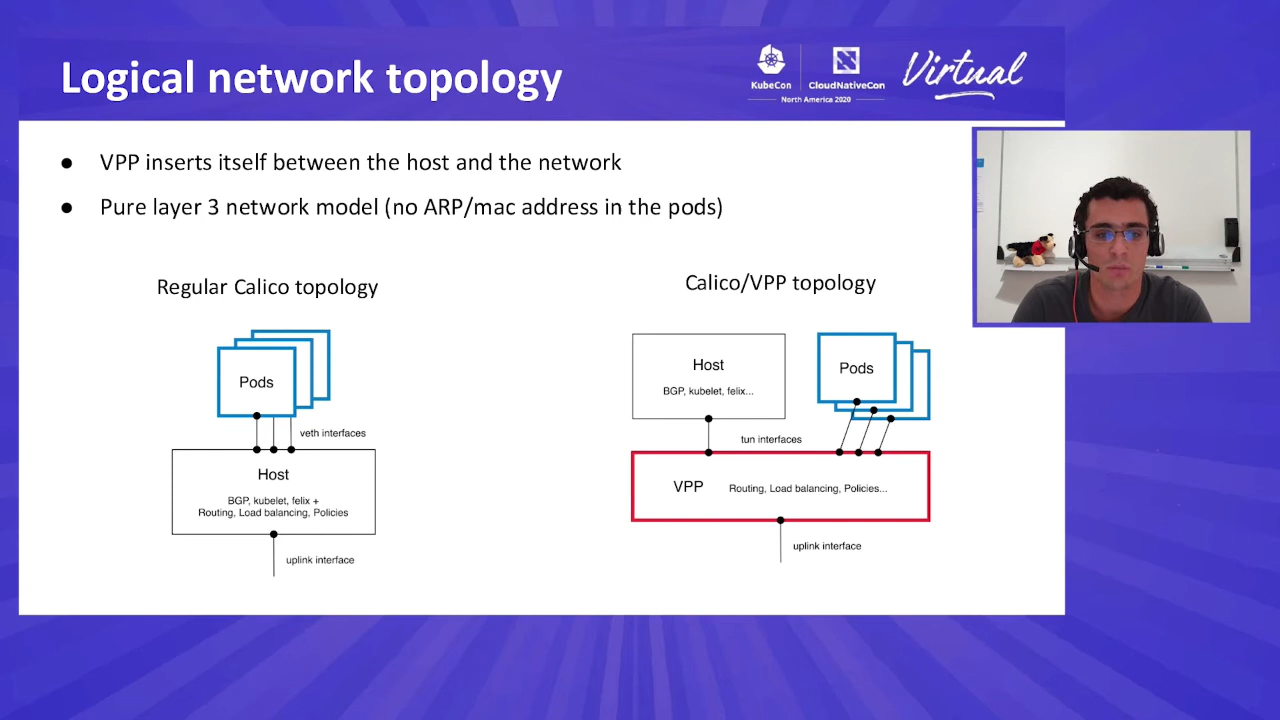 Logical network topology
KubeCon
CloudNativeCon
North America 2020
Virtual
● VPP inserts itself between the host and the network
● Pure layer 3 network model (no ARP/mac address in the pods)
Regular Calico topology
Pods
veth interfaces
Host
BGP, kubelet, felix +
Routing, Load balancing, Policies
uplink interface
Calico/VPP topology
Host
BGP, kubelet, felix...
Pods
tun interfaces
VPP
Routing, Load balancing, Policies...
uplink interface